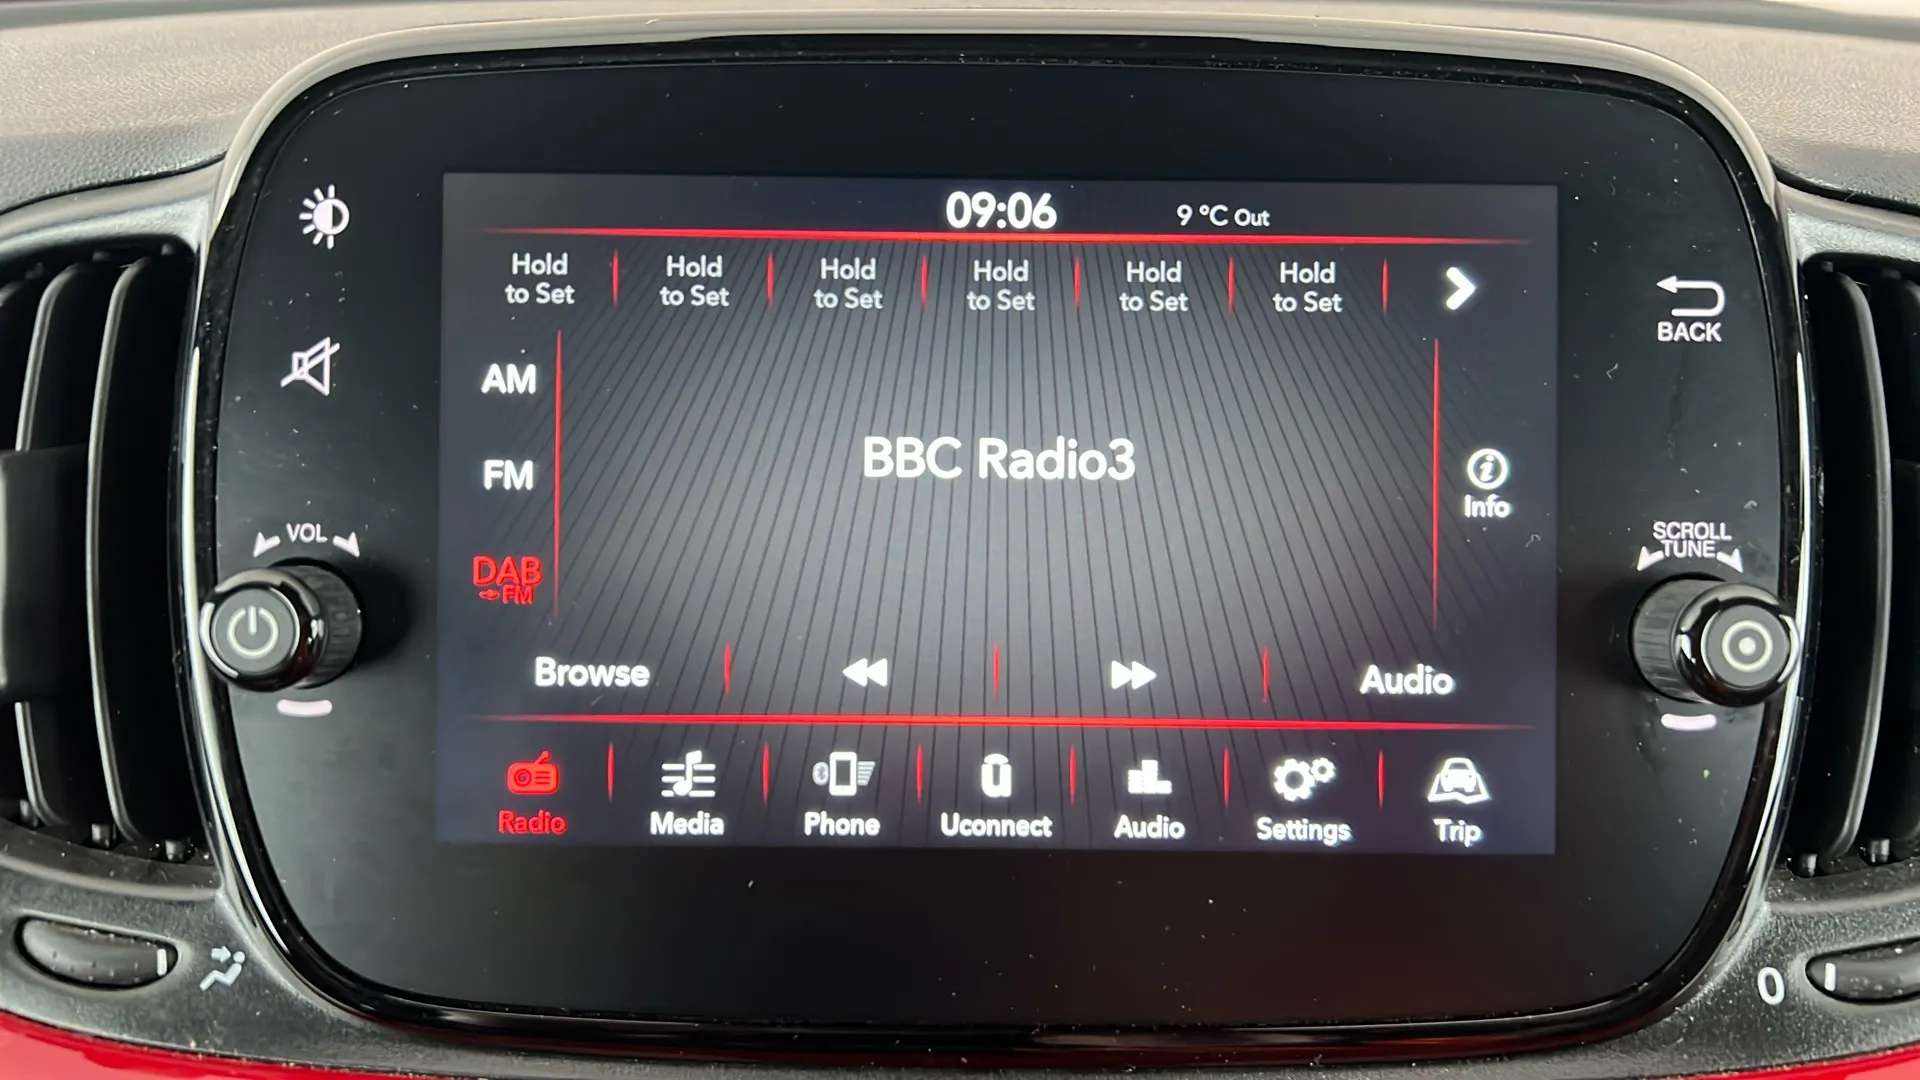 09:06
9 °C Out
Hold
to Set
Hold
to Set
Hold
to Set
Hold
to Set
Hold
to Set
Hold
to Set
BACK
AM
FM
DAB
FM
BBC Radio3
Info
VOL
SCROLL
TUNE
Browse
Audio
Radio
Media
Phone
Uconnect
Audio
Settings
Trip
0